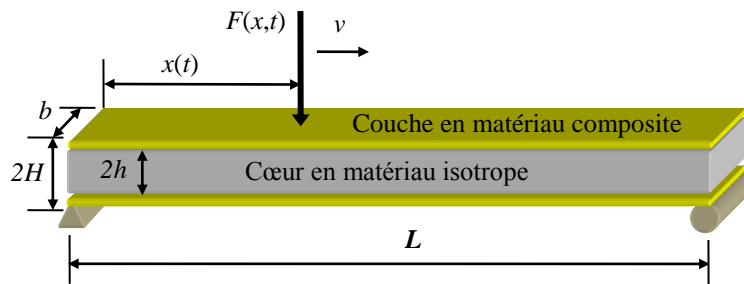 F(x,t)
v
x(t)
b
Couche en matériau composite
2H
2h
Cœur en matériau isotrope
L